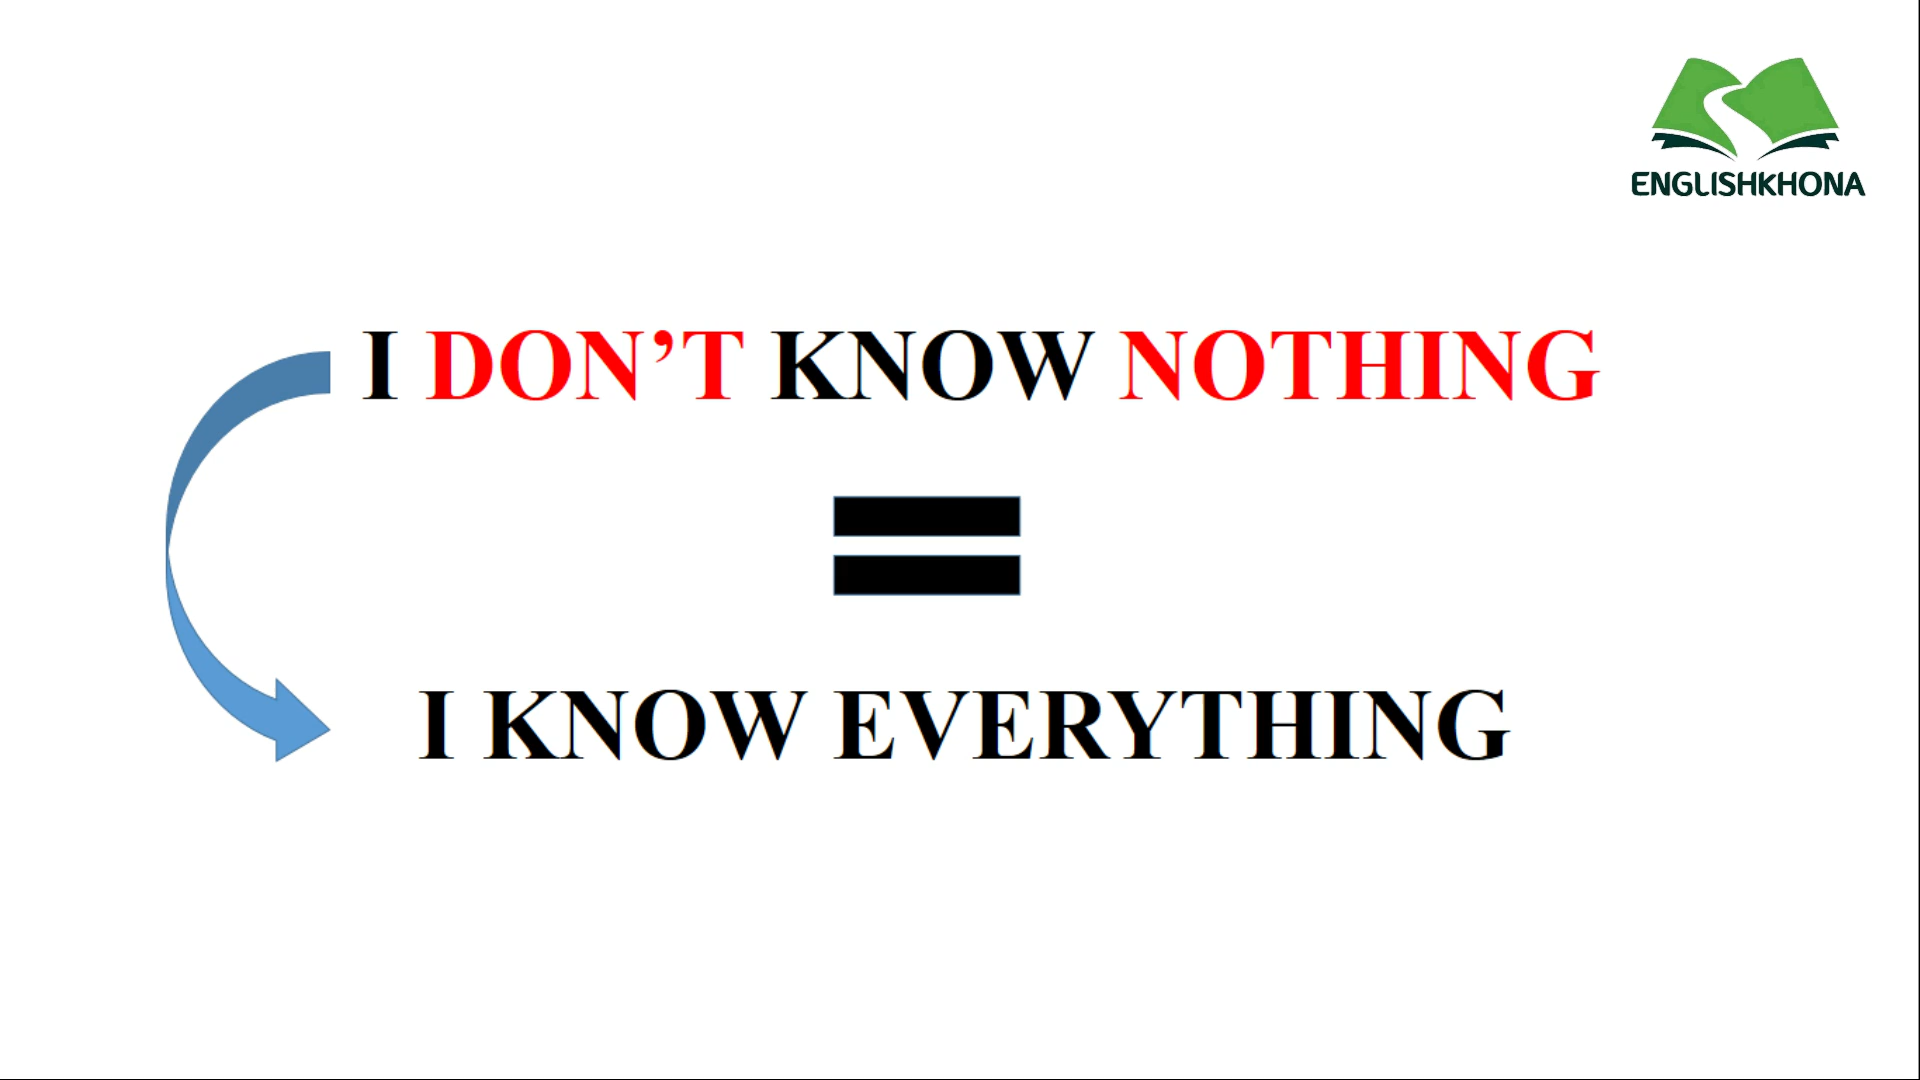 ENGLISHKHONA
I DON’T KNOW NOTHING
=
I KNOW EVERYTHING